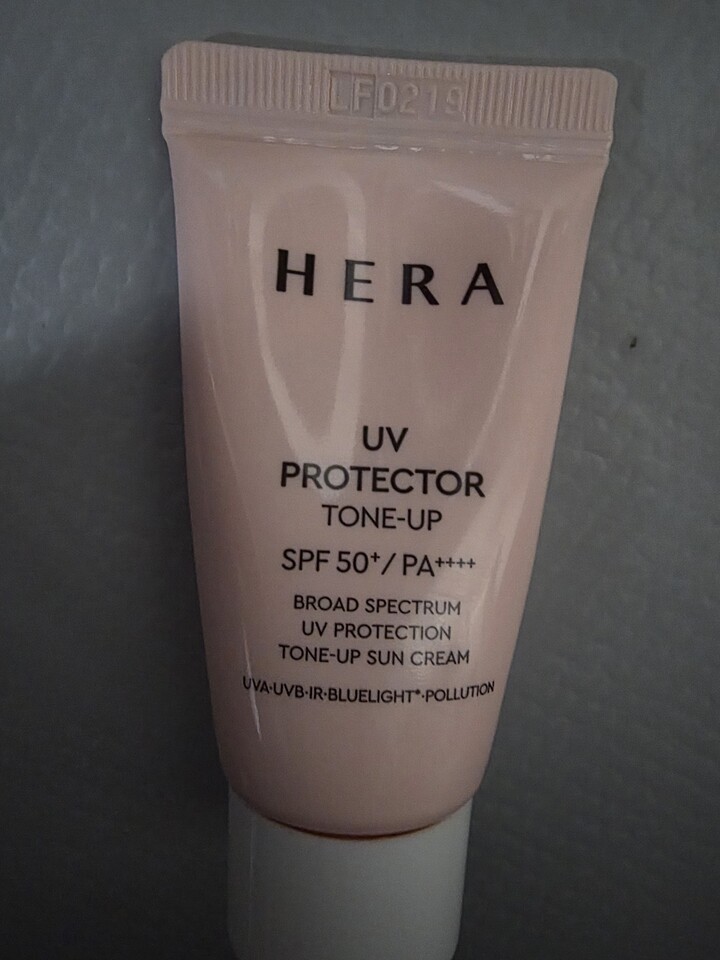 LF0219
HERA
UV
PROTECTOR
TONE-UP
SPF 50⁺/ PA⁺⁺⁺⁺
BROAD SPECTRUM
UV PROTECTION
TONE-UP SUN CREAM
UVA·UVB·IR·BLUELIGHT*·POLLUTION